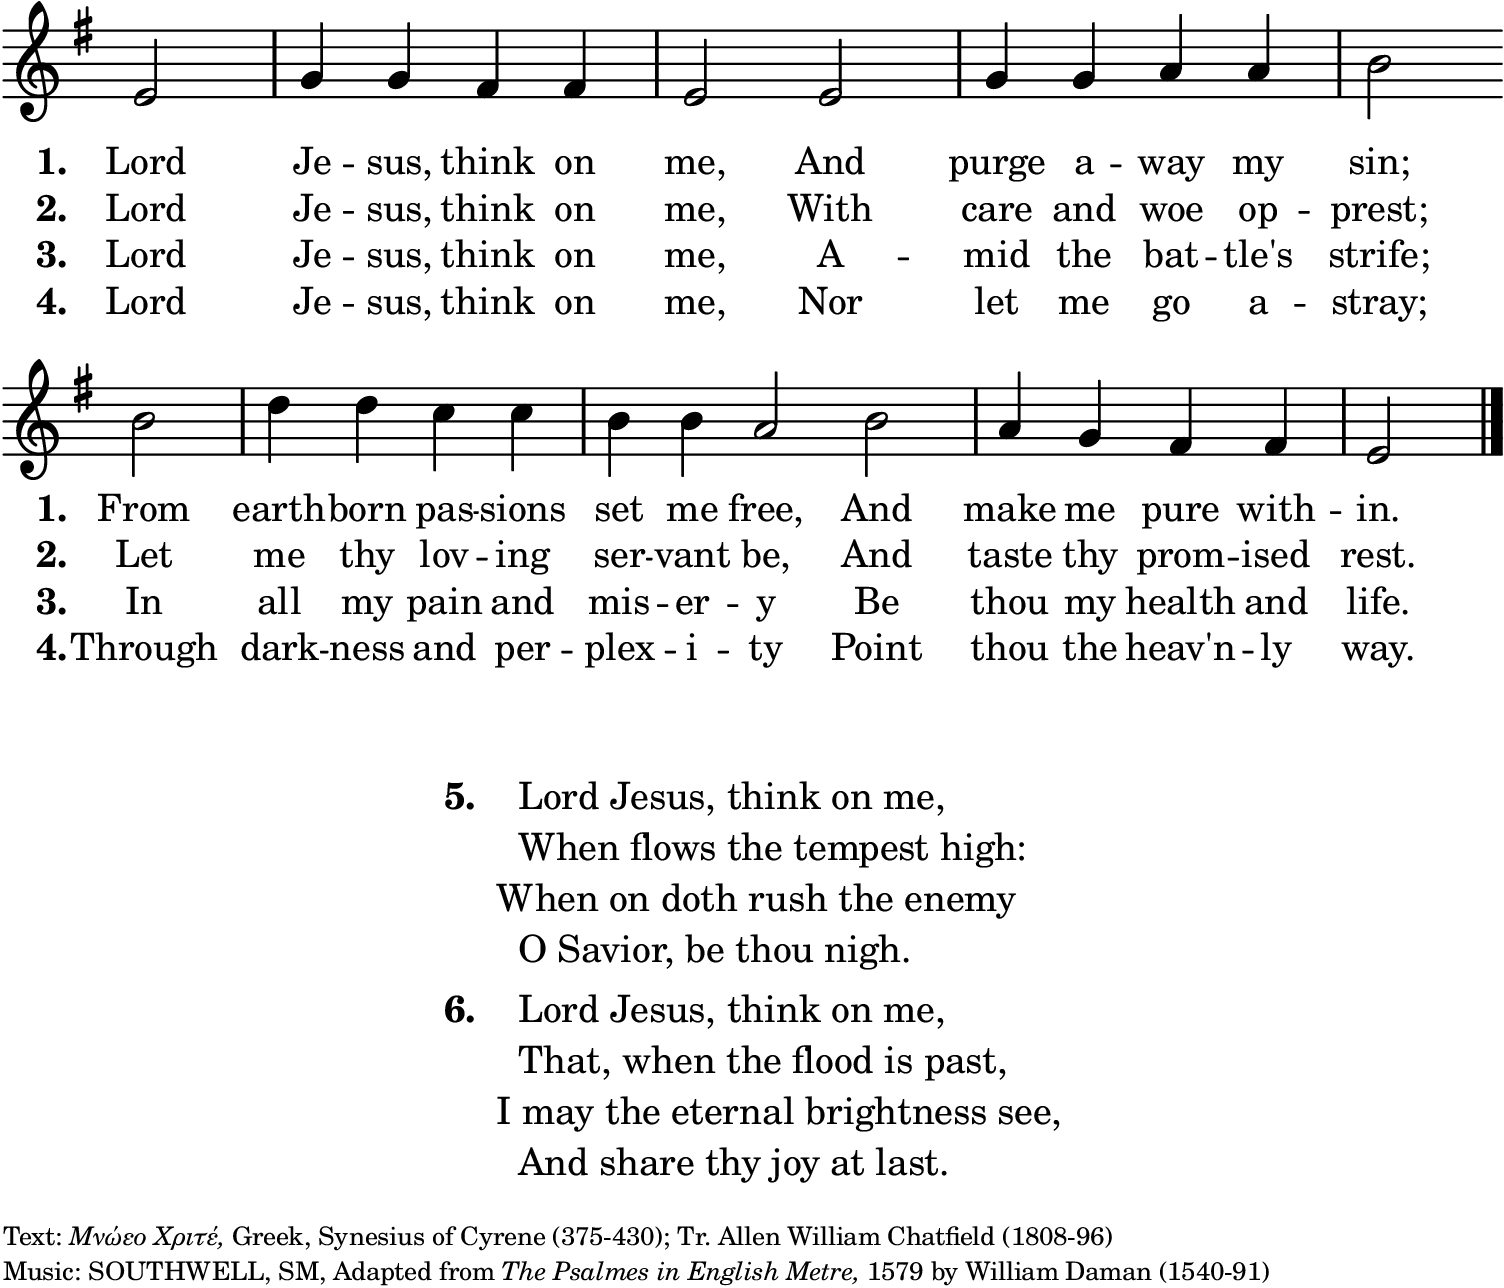 1. Lord Je - sus, think on me, And purge a - way my sin;
2. Lord Je - sus, think on me, With care and woe op - prest;
3. Lord Je - sus, think on me, A - mid the bat - tle's strife;
4. Lord Je - sus, think on me, Nor let me go a - stray;
1. From earthborn pas - sions set me free, And make me pure with - in.
2. Let me thy lov - ing ser - vant be, And taste thy prom - ised rest.
3. In all my pain and mis - er - y Be thou my health and life.
4. Through dark - ness and per - plex - i - ty Point thou the heav'n - ly way.
5. Lord Jesus, think on me,
When flows the tempest high:
When on doth rush the enemy
O Savior, be thou nigh.
6. Lord Jesus, think on me,
That, when the flood is past,
I may the eternal brightness see,
And share thy joy at last.
Text: Μνώεο Χριτέ, Greek, Synesius of Cyrene (375-430); Tr. Allen William Chatfield (1808-96)
Music: SOUTHWELL, SM, Adapted from The Psalmes in English Metre, 1579 by William Daman (1540-91)